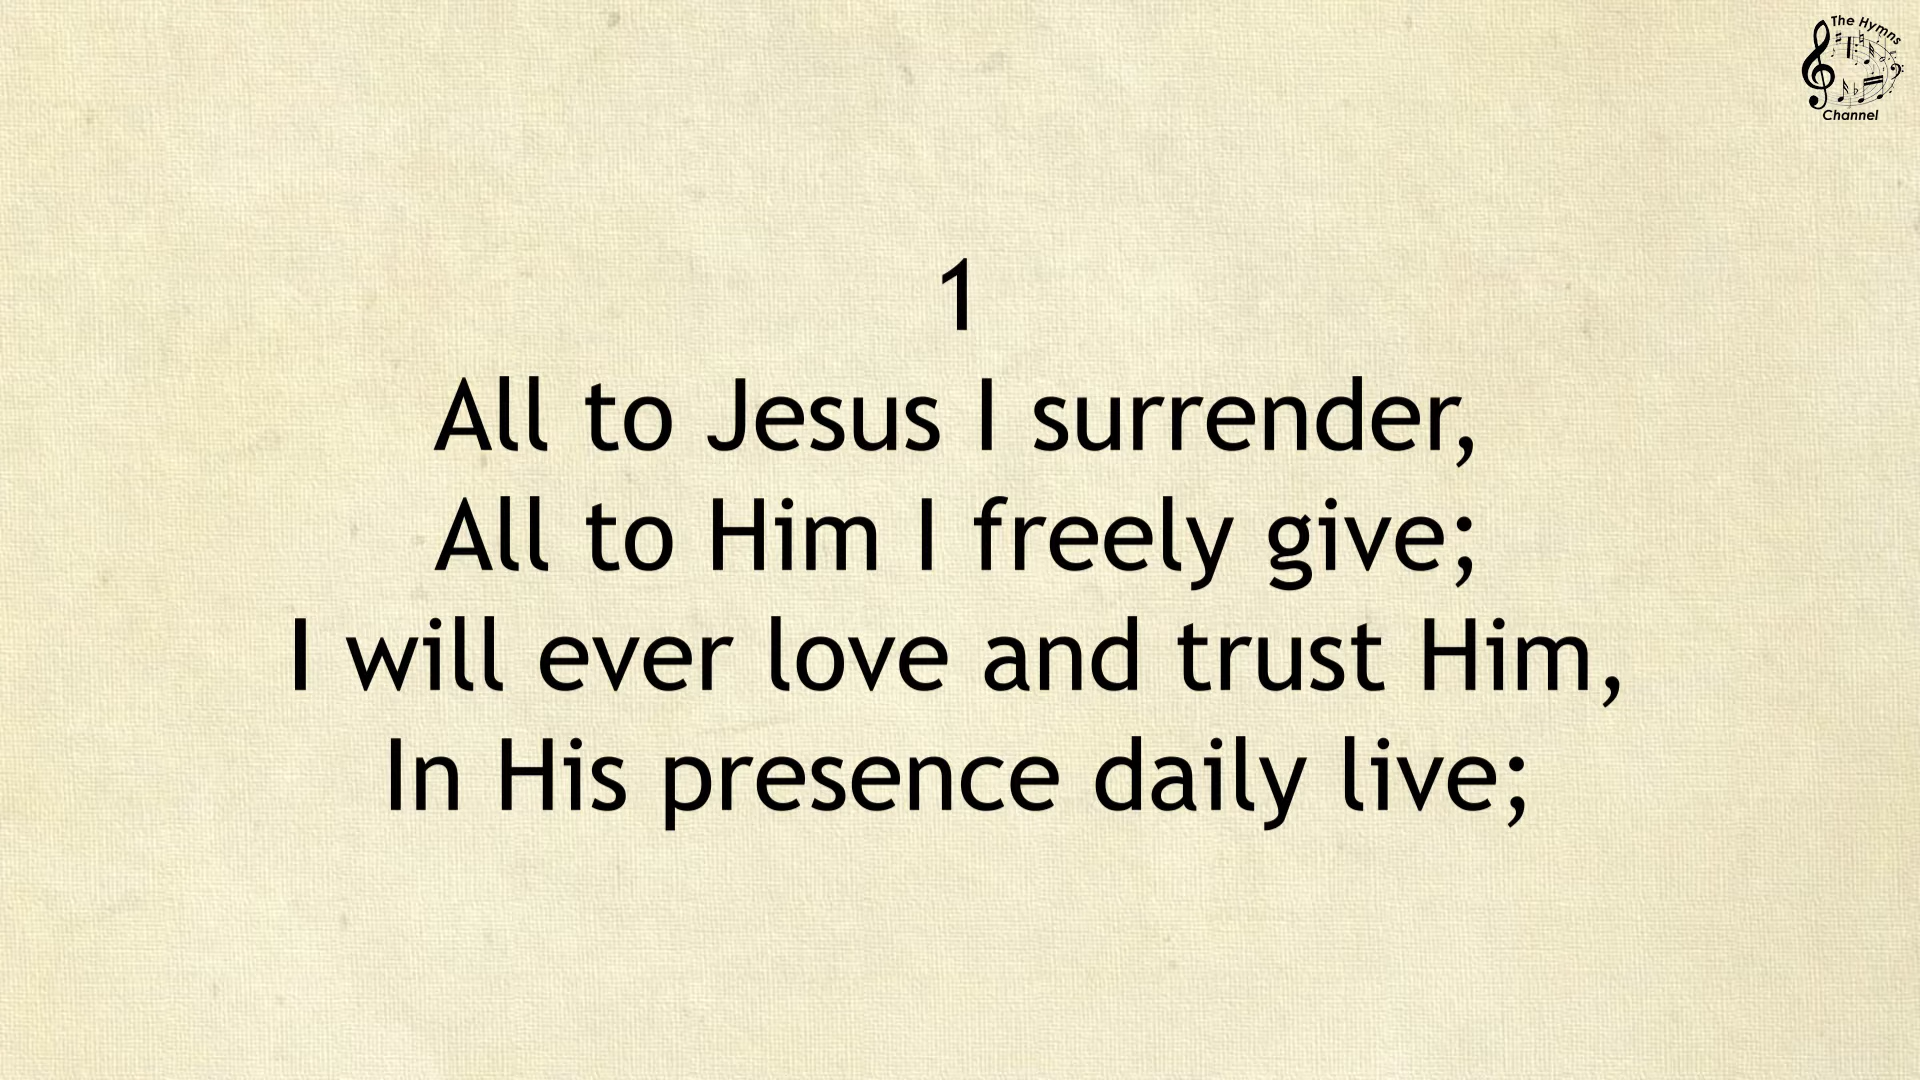 The Hymns
Channel
1
All to Jesus I surrender,
All to Him I freely give;
I will ever love and trust Him,
In His presence daily live;